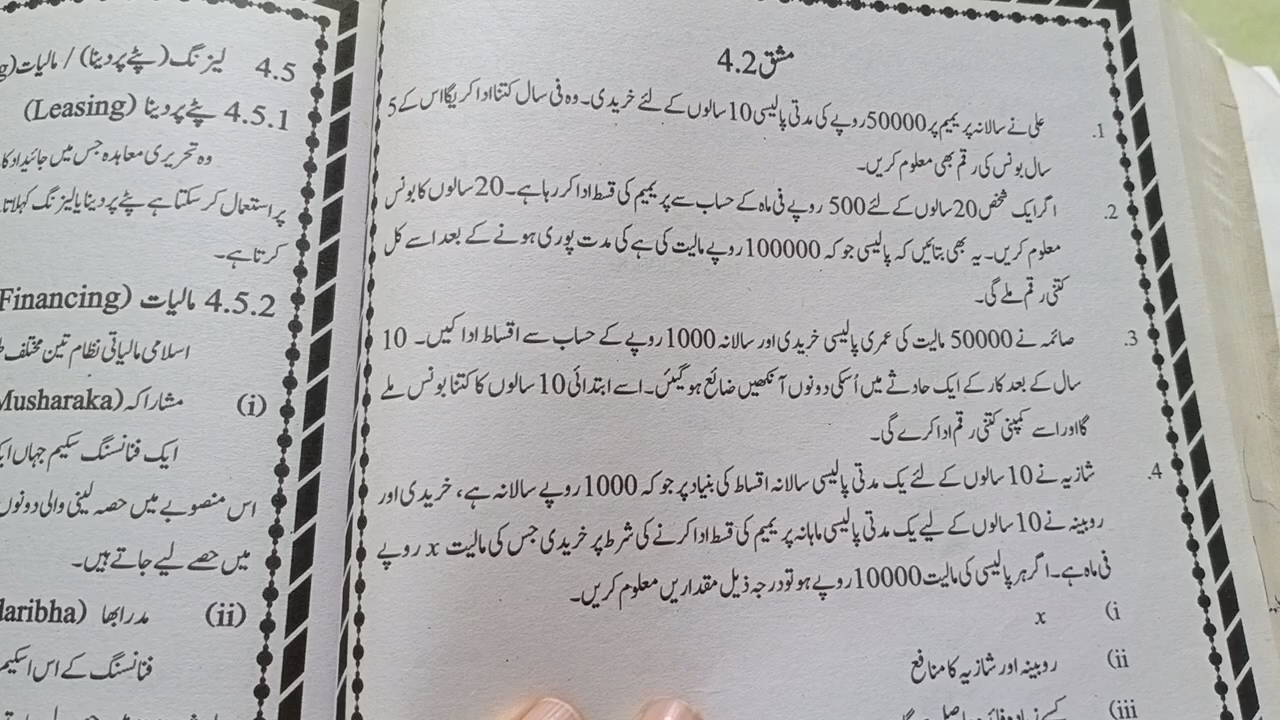 مشق 4.2
1. علی نے سالانہ پریمیم پر 50000 روپے کی مدتی پالیسی 10 سالوں کے لئے خریدی۔ وہ فی سال کتنا ادا کریگا اس کے 5
سال بونس کی رقم بھی معلوم کریں۔
2. اگر ایک شخص 20 سالوں کے لئے 500 روپے فی ماہ کے حساب سے پریمیم کی قسط ادا کر رہا ہے۔ 20 سالوں کا بونس
معلوم کریں۔ یہ بھی بتائیں کہ پالیسی جو کہ 100000 روپے مالیت کی ہے کی مدت پوری ہونے کے بعد اسے کل
کتنی رقم ملے گی۔
3. صائمہ نے 50000 مالیت کی عمری پالیسی خریدی اور سالانہ 1000 روپے کے حساب سے اقساط ادا کیں۔ 10
سال کے بعد کار کے ایک حادثے میں اُسکی دونوں آنکھیں ضائع ہوگیئں۔ اسے ابتدائی 10 سالوں کا کتنا بونس ملے
گا اور اسے کمپنی کتنی رقم ادا کرے گی۔
4. شازیہ نے 10 سالوں کے لئے یک مدتی پالیسی سالانہ اقساط کی بنیاد پر جو کہ 1000 روپے سالانہ ہے، خریدی اور
روبینہ نے 10 سالوں کے لیے یک مدتی پالیسی ماہانہ پریمیم کی قسط ادا کرنے کی شرط پر خریدی جس کی مالیت x روپے
فی ماہ ہے۔ اگر ہر پالیسی کی مالیت 10000 روپے ہو تو درجہ ذیل مقداریں معلوم کریں۔
i) x
ii) روبینہ اور شازیہ کا منافع
iii)
4.5 لیزنگ (پٹے پر دینا) / مالیات
4.5.1 پٹے پر دینا (Leasing)
وہ تحریری معاہدہ جس میں جائیداد کا
پر استعمال کر سکتا ہے پٹے پر دینا یا لیزنگ کہلاتا
کرتا ہے۔
4.5.2 مالیات (Financing)
اسلامی مالیاتی نظام تین مختلف
(i) مشارکہ (Musharaka
ایک فنانسنگ سکیم جہاں
اس منصوبے میں حصہ لینی والی دونوں
میں حصے لیے جاتے ہیں۔
(ii) مدرابھا
فنانسنگ کے اس اسکیم